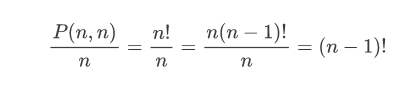 P(n, n)/n = n!/n = n(n − 1)!/n = (n − 1)!